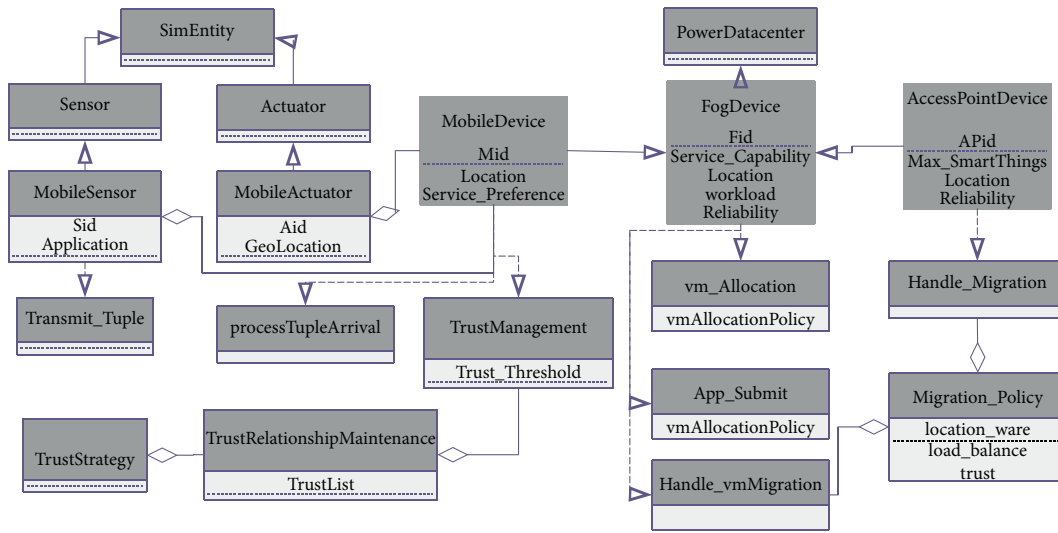 SimEntity
PowerDatacenter
Sensor
Actuator
MobileDevice
Mid
Location
Service_Preference
FogDevice
Fid
Service_Capability
Location
workload
Reliability
AccessPointDevice
APid
Max_SmartThings
Location
Reliability
MobileSensor
Sid
Application
MobileActuator
Aid
GeoLocation
Transmit_Tuple
processTupleArrival
TrustManagement
Trust_Threshold
vm_Allocation
vmAllocationPolicy
Handle_Migration
App_Submit
vmAllocationPolicy
Migration_Policy
location_ware
load_balance
trust
TrustStrategy
TrustRelationshipMaintenance
TrustList
Handle_vmMigration